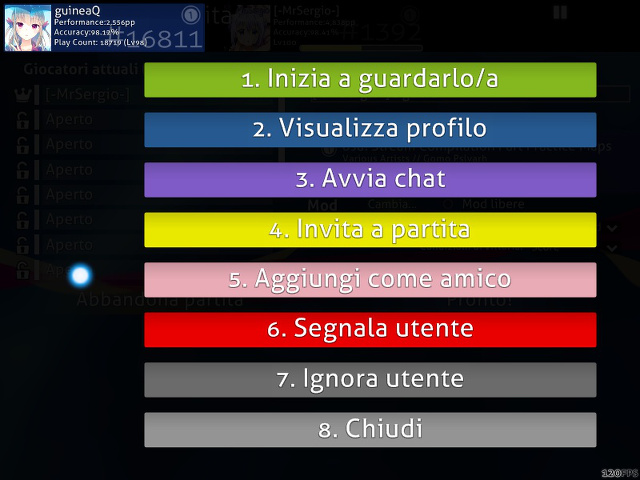 guineaQ
Performance:2,556pp
Accuracy:98.12%
Play Count: 18719 (Lv98)
#16811
[-MrSergio-]
Giocatori attuali
[-MrSergio-]
Aperto
Aperto
Aperto
Aperto
Aperto
Aperto
1. Inizia a guardarlo/a
2. Visualizza profilo
3. Avvia chat
Mod
Cambia...
Mod libere
4. Invita a partita
5. Aggiungi come amico
Abbandona partita
Pronto!
6. Segnala utente
7. Ignora utente
8. Chiudi
120FPS